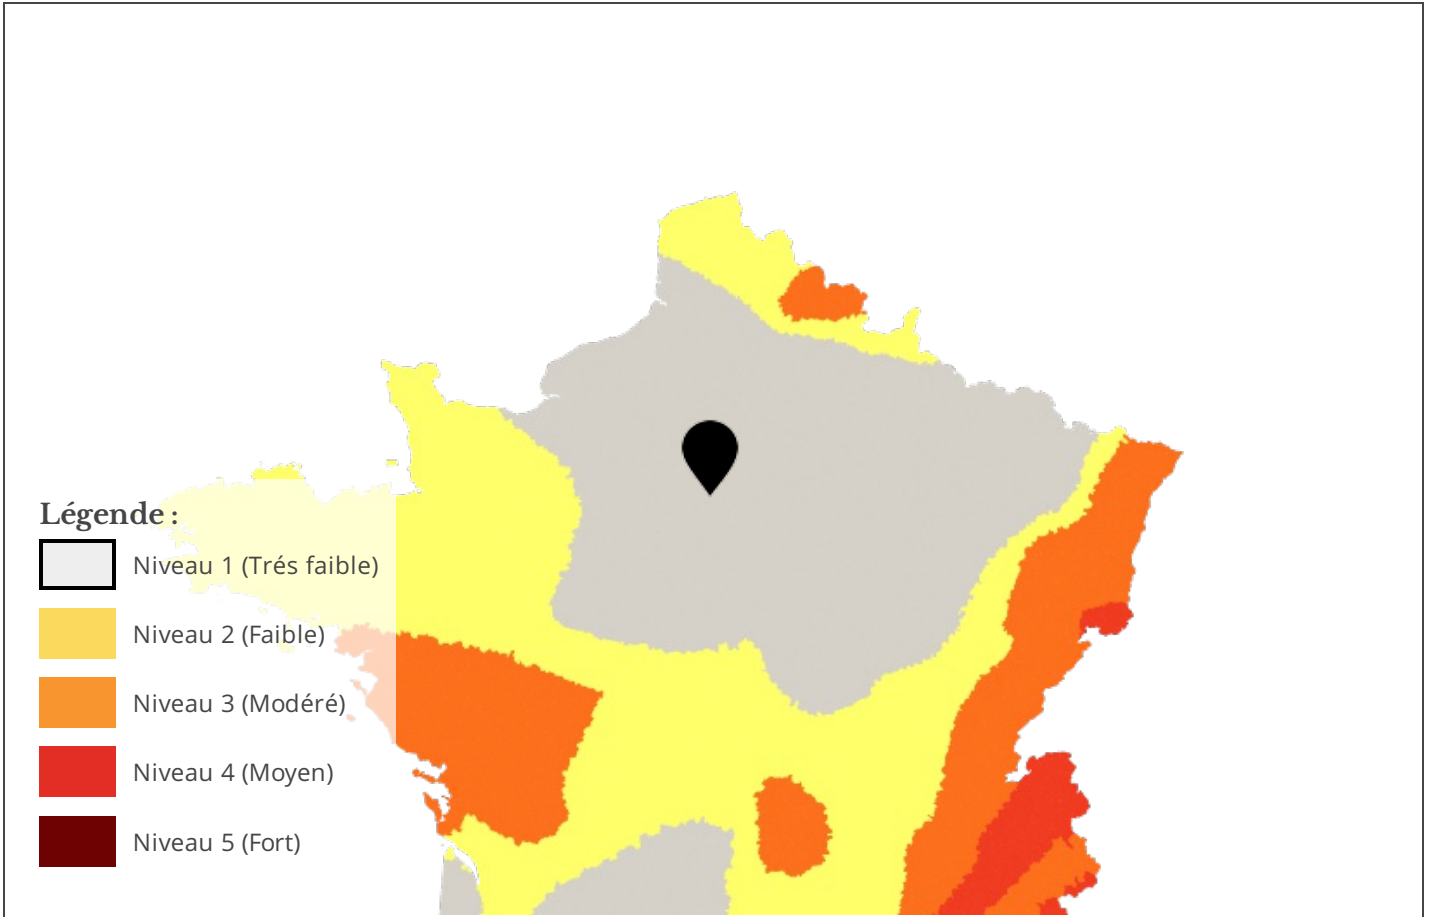 Légende :
Niveau 1 (Trés faible)
Niveau 2 (Faible)
Niveau 3 (Modéré)
Niveau 4 (Moyen)
Niveau 5 (Fort)